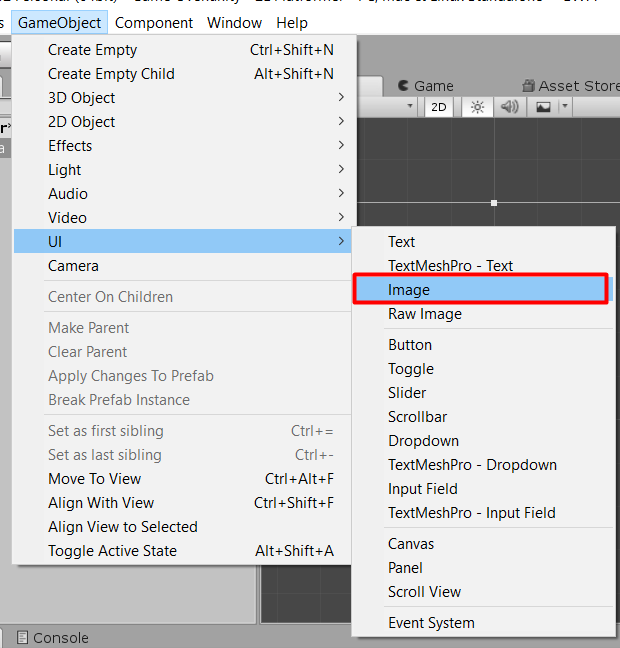 GameObject Component Window Help
Create Empty Ctrl+Shift+N
Create Empty Child Alt+Shift+N
3D Object
2D Object
Effects
Light
Audio
Video
UI
Camera
Center On Children
Make Parent
Clear Parent
Apply Changes To Prefab
Break Prefab Instance
Set as first sibling Ctrl+=
Set as last sibling Ctrl+-
Move To View Ctrl+Alt+F
Align With View Ctrl+Shift+F
Align View to Selected
Toggle Active State Alt+Shift+A
Game Asset Store
2D
Text
TextMeshPro - Text
Image
Raw Image
Button
Toggle
Slider
Scrollbar
Dropdown
TextMeshPro - Dropdown
Input Field
TextMeshPro - Input Field
Canvas
Panel
Scroll View
Event System
Console